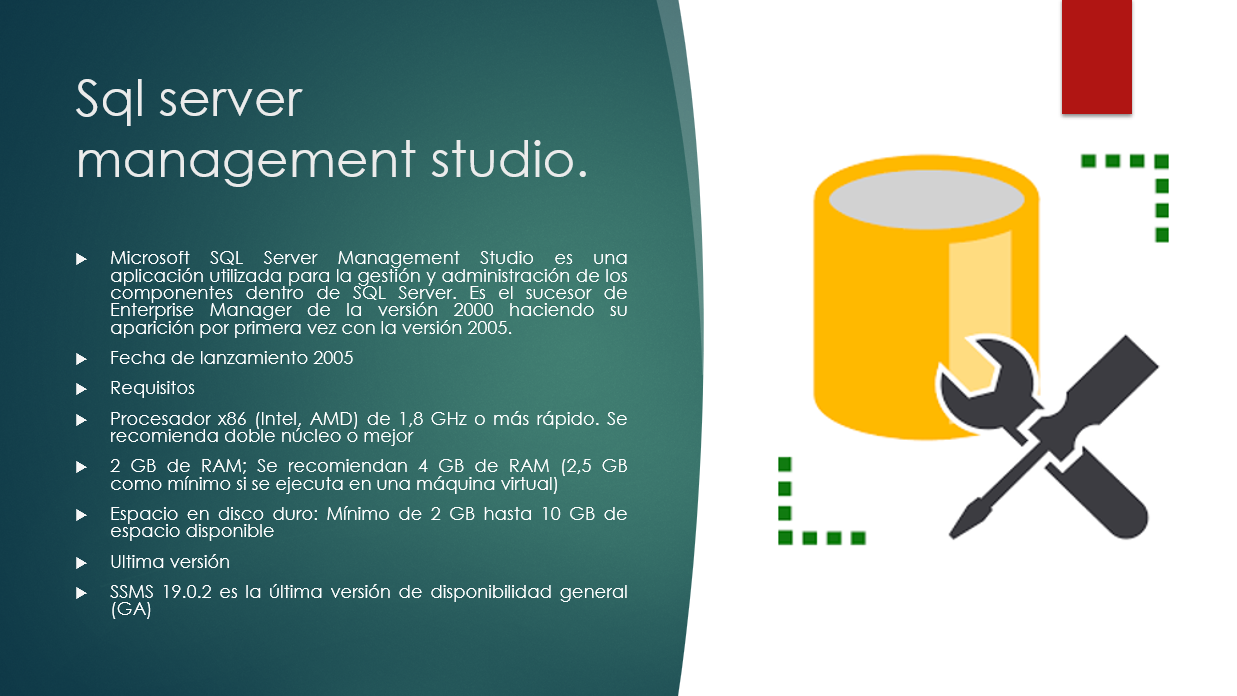 Sql server
management studio.
Microsoft SQL Server Management Studio es una
aplicación utilizada para la gestión y administración de los
componentes dentro de SQL Server. Es el sucesor de
Enterprise Manager de la versión 2000 haciendo su
aparición por primera vez con la versión 2005.
Fecha de lanzamiento 2005
Requisitos
Procesador x86 (Intel, AMD) de 1,8 GHz o más rápido. Se
recomienda doble núcleo o mejor
2 GB de RAM; Se recomiendan 4 GB de RAM (2,5 GB
como mínimo si se ejecuta en una máquina virtual)
Espacio en disco duro: Mínimo de 2 GB hasta 10 GB de
espacio disponible
Ultima versión
SSMS 19.0.2 es la última versión de disponibilidad general
(GA)